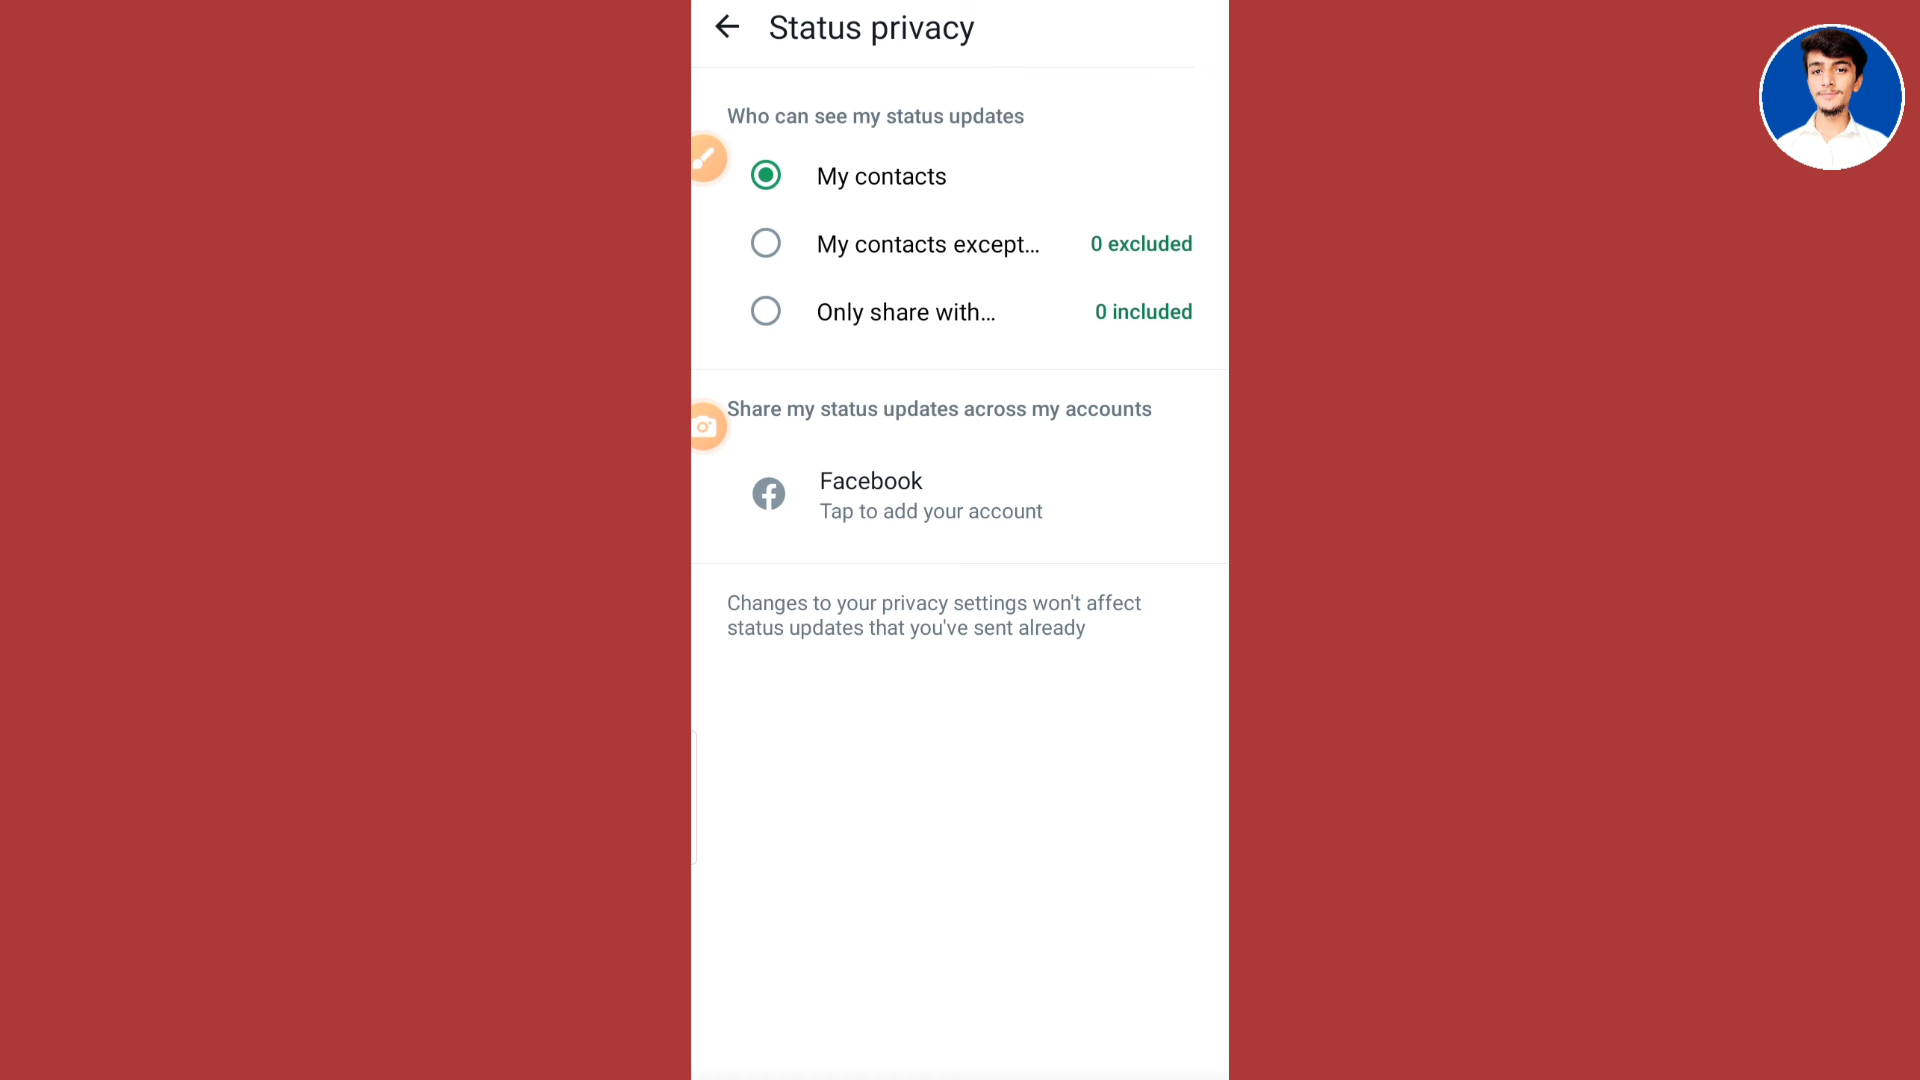 Status privacy
Who can see my status updates
My contacts
My contacts except... 0 excluded
Only share with... 0 included
Share my status updates across my accounts
Facebook
Tap to add your account
Changes to your privacy settings won't affect
status updates that you've sent already